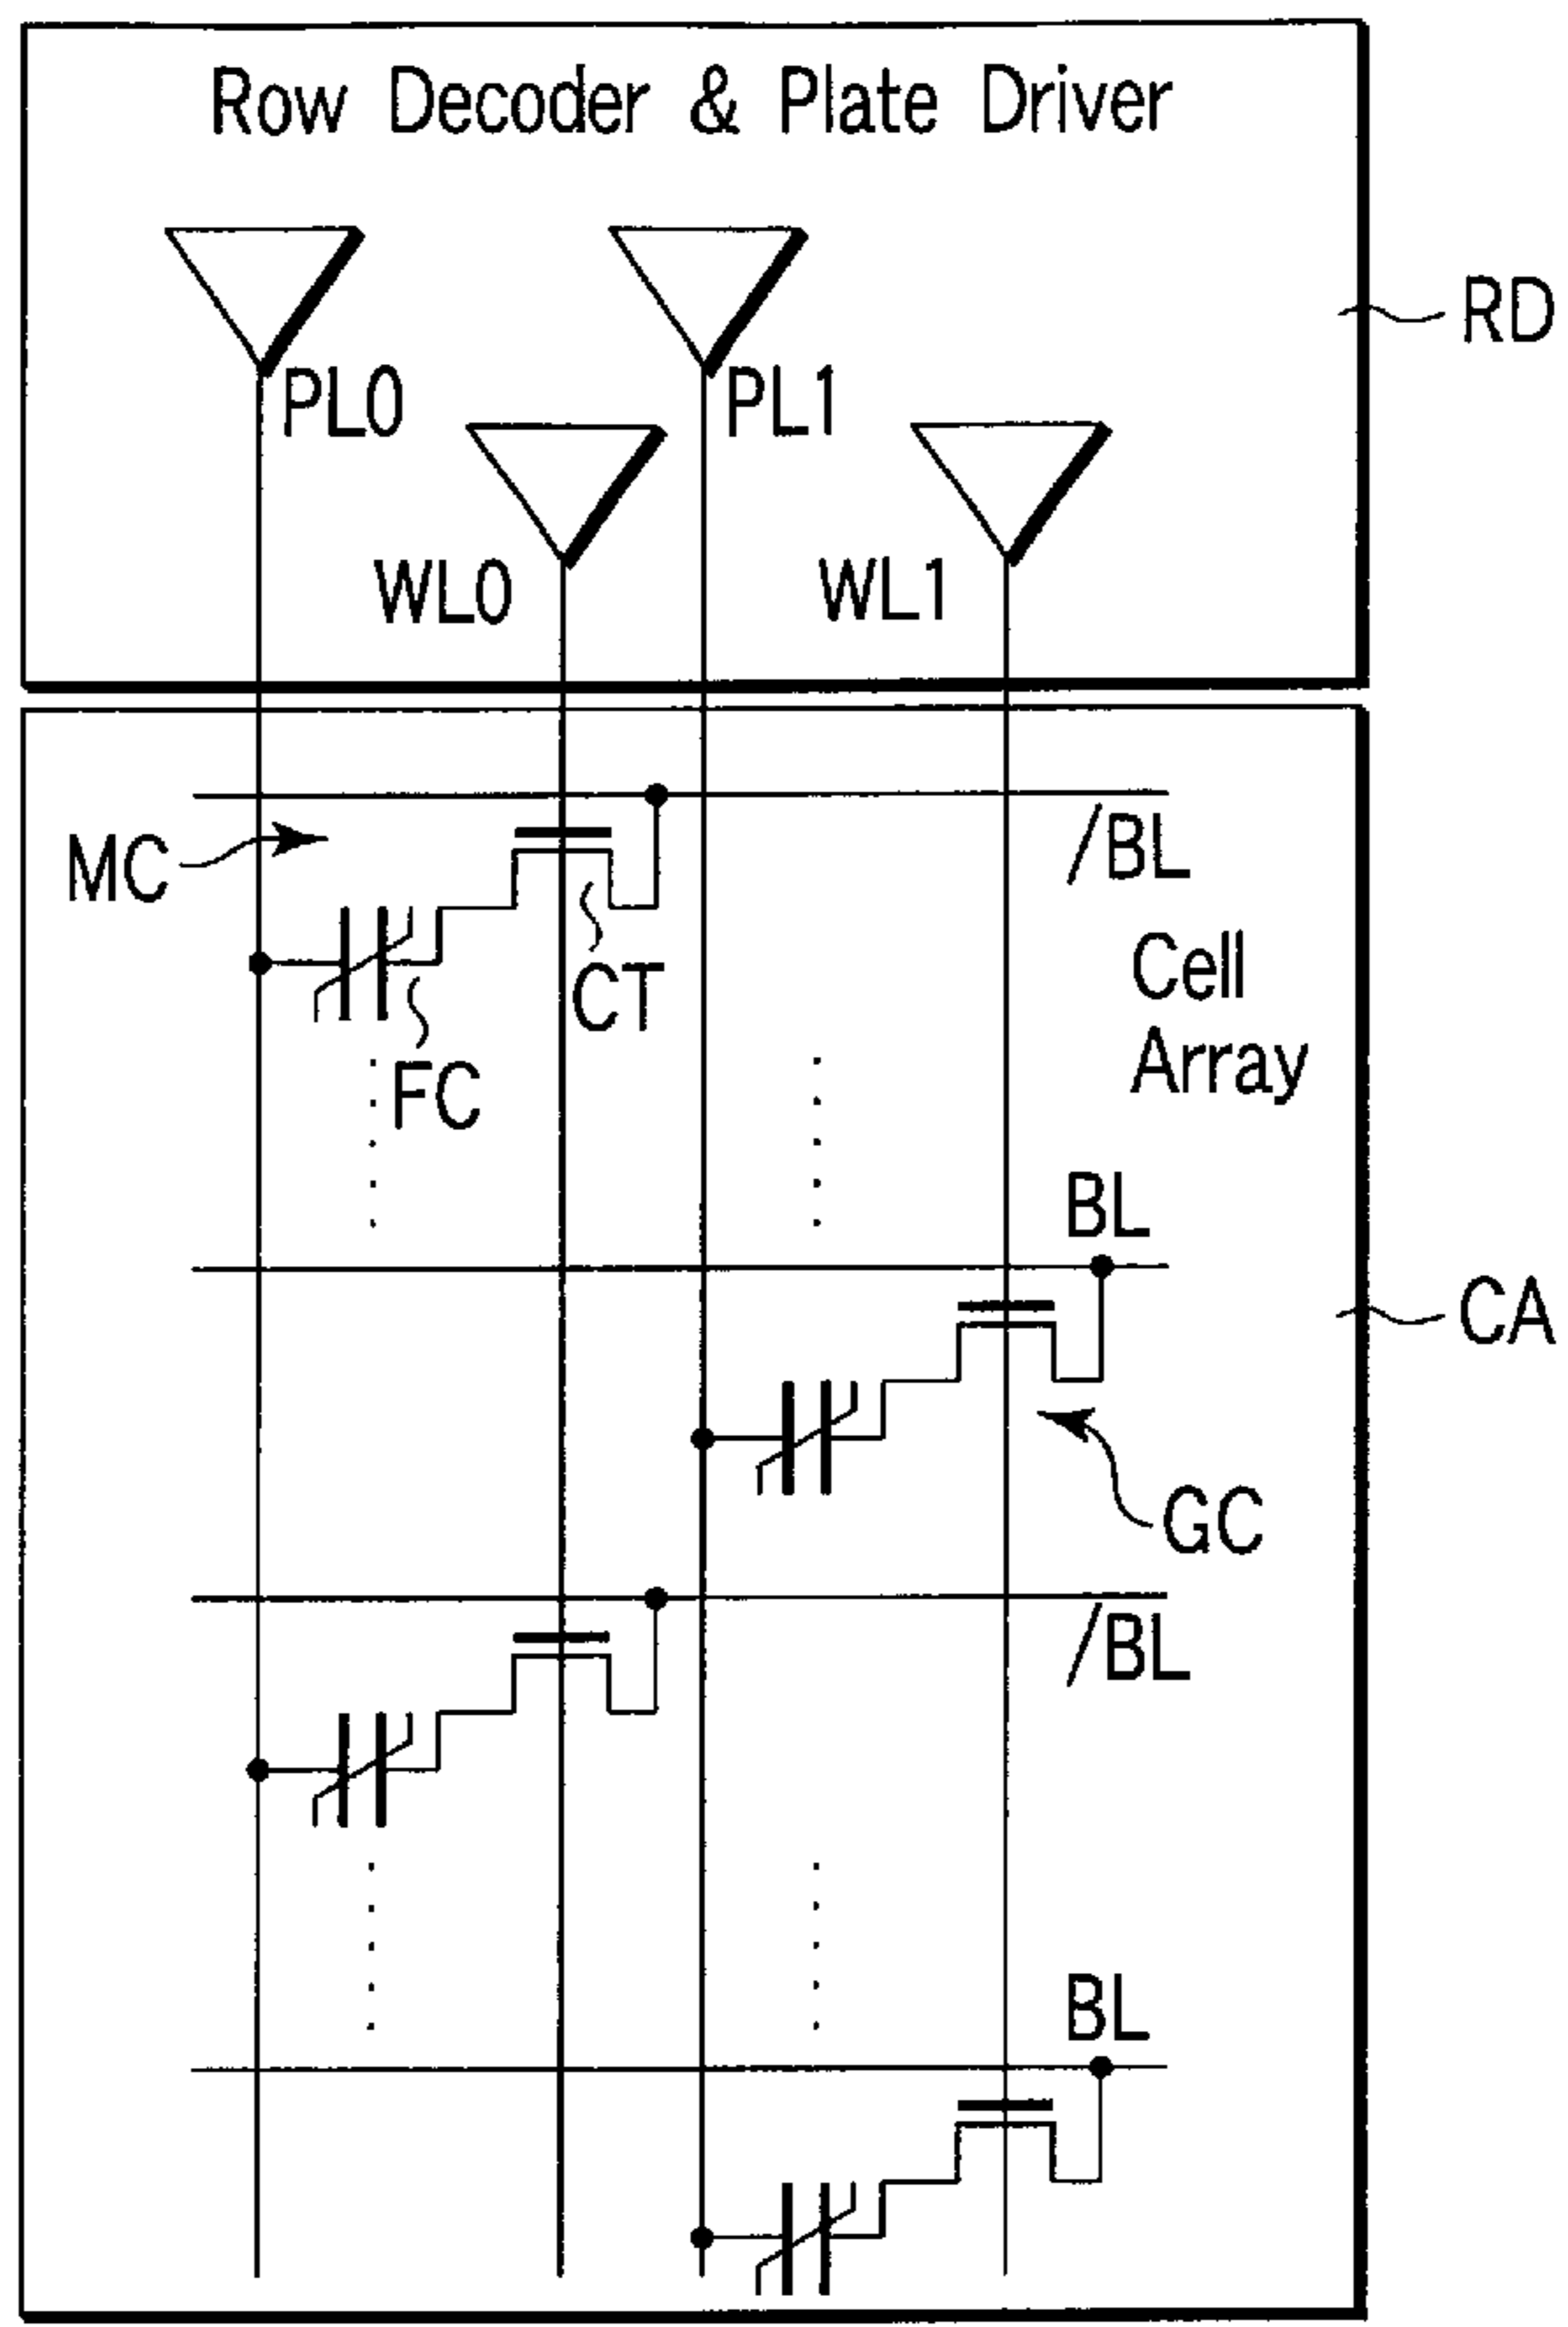 Row Decoder & Plate Driver
RD
PL0
PL1
WL0
WL1
/BL
MC
Cell
Array
CT
FC
BL
CA
GC
/BL
BL